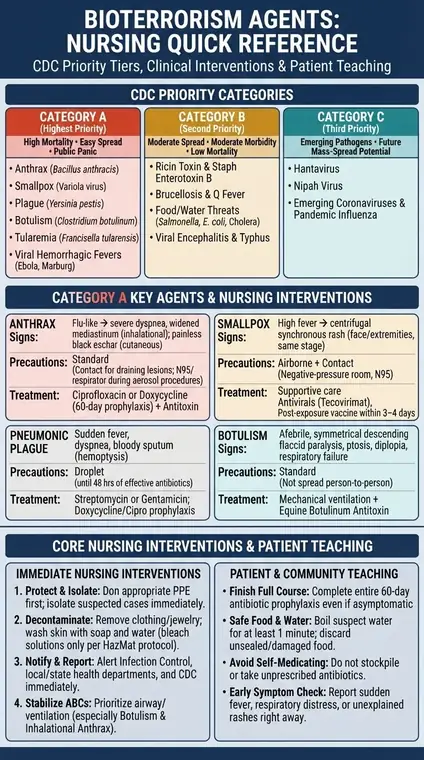 BIOTERRORISM AGENTS:
NURSING QUICK REFERENCE
CDC Priority Tiers, Clinical Interventions & Patient Teaching
CDC PRIORITY CATEGORIES
CATEGORY A
(Highest Priority)
High Mortality • Easy Spread
• Public Panic
• Anthrax (Bacillus anthracis)
• Smallpox (Variola virus)
• Plague (Yersinia pestis)
• Botulism (Clostridium botulinum)
• Tularemia (Francisella tularensis)
• Viral Hemorrhagic Fevers
(Ebola, Marburg)
CATEGORY B
(Second Priority)
Moderate Spread • Moderate Morbidity
• Low Mortality
• Ricin Toxin & Staph
Enterotoxin B
• Brucellosis & Q Fever
• Food/Water Threats
(Salmonella, E. coli, Cholera)
• Viral Encephalitis & Typhus
CATEGORY C
(Third Priority)
Emerging Pathogens • Future
Mass-Spread Potential
• Hantavirus
• Nipah Virus
• Emerging Coronaviruses &
Pandemic Influenza
CATEGORY A KEY AGENTS & NURSING INTERVENTIONS
ANTHRAX
Signs:
Flu-like → severe dyspnea, widened
mediastinum (inhalational); painless
black eschar (cutaneous)
Precautions:
Standard
(Contact for draining lesions; N95/
respirator during aerosol procedures)
Treatment:
Ciprofloxacin or Doxycycline
(60-day prophylaxis) + Antitoxin
SMALLPOX
Signs:
High fever → centrifugal
synchronous rash (face/extremities,
same stage)
Precautions:
Airborne + Contact
(Negative-pressure room, N95)
Treatment:
Supportive care
Antivirals (Tecovirimat),
Post-exposure vaccine within 3–4 days
PNEUMONIC
PLAGUE
Sudden fever,
dyspnea, bloody sputum
(hemoptysis)
Precautions:
Droplet
(until 48 hrs of effective antibiotics)
Treatment:
Streptomycin or Gentamicin;
Doxycycline/Cipro prophylaxis
BOTULISM
Signs:
Afebrile, symmetrical descending
flaccid paralysis, ptosis, diplopia,
respiratory failure
Precautions:
Standard
(Not spread person-to-person)
Treatment:
Mechanical ventilation +
Equine Botulinum Antitoxin
CORE NURSING INTERVENTIONS & PATIENT TEACHING
IMMEDIATE NURSING INTERVENTIONS
1. Protect & Isolate: Don appropriate PPE
first; isolate suspected cases immediately.
2. Decontaminate: Remove clothing/jewelry;
wash skin with soap and water (bleach
solutions only per HazMat protocol).
3. Notify & Report: Alert Infection Control,
local/state health departments, and CDC
immediately.
4. Stabilize ABCs: Prioritize airway/
ventilation (especially Botulism &
Inhalational Anthrax).
PATIENT & COMMUNITY TEACHING
• Finish Full Course: Complete entire 60-day
antibiotic prophylaxis even if asymptomatic
• Safe Food & Water: Boil suspect water
for at least 1 minute; discard
unsealed/damaged food.
• Avoid Self-Medicating: Do not stockpile
or take unprescribed antibiotics.
• Early Symptom Check: Report sudden
fever, respiratory distress, or unexplained
rashes right away.